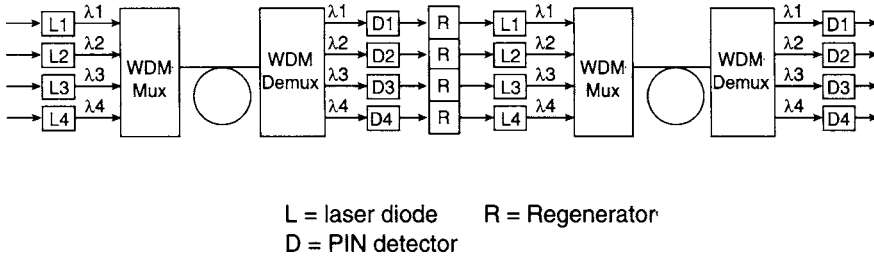 L1 λ1 WDM Mux WDM Demux λ1 D1 R L1 λ1 WDM Mux WDM Demux λ1 D1
L2 λ2 λ2 D2 R L2 λ2 λ2 D2
L3 λ3 λ3 D3 R L3 λ3 λ3 D3
L4 λ4 λ4 D4 R L4 λ4 λ4 D4
L = laser diode R = Regenerator
D = PIN detector